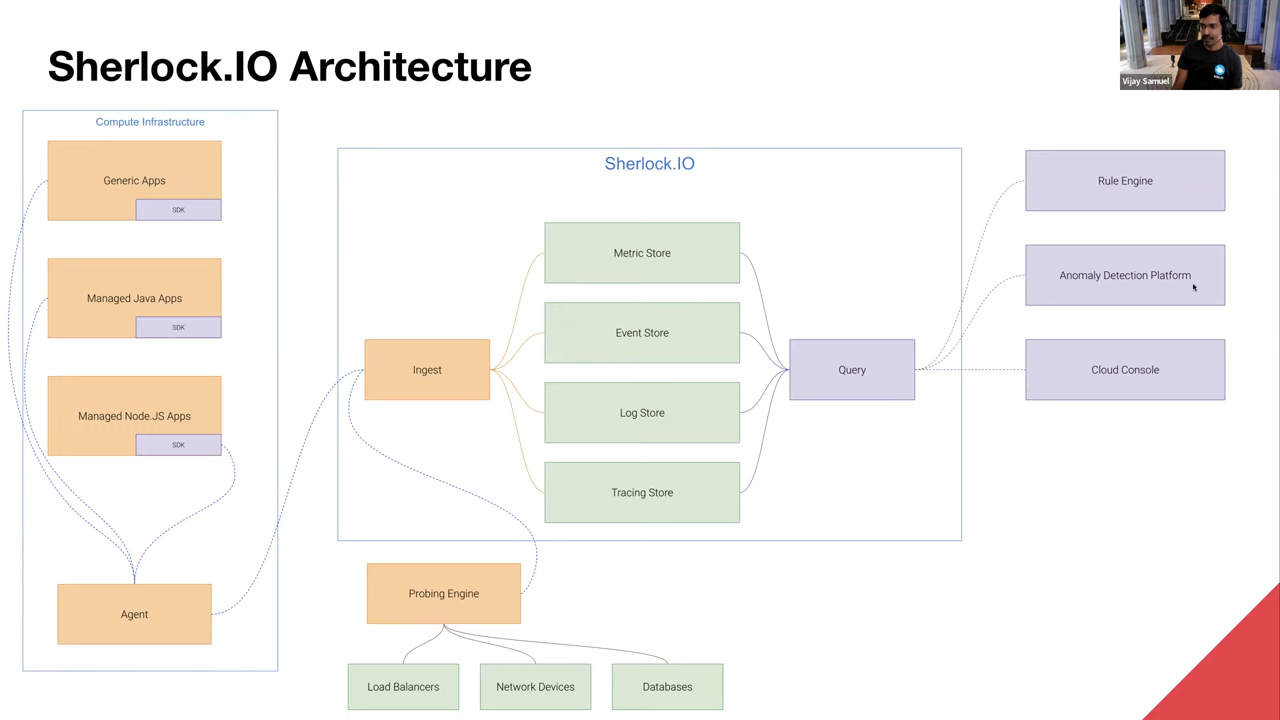 Sherlock.IO Architecture
Vijay Samuel
Compute Infrastructure
Generic Apps
SDK
Managed Java Apps
SDK
Managed Node.JS Apps
SDK
Agent
Sherlock.IO
Ingest
Metric Store
Event Store
Log Store
Tracing Store
Query
Rule Engine
Anomaly Detection Platform
Cloud Console
Probing Engine
Load Balancers
Network Devices
Databases